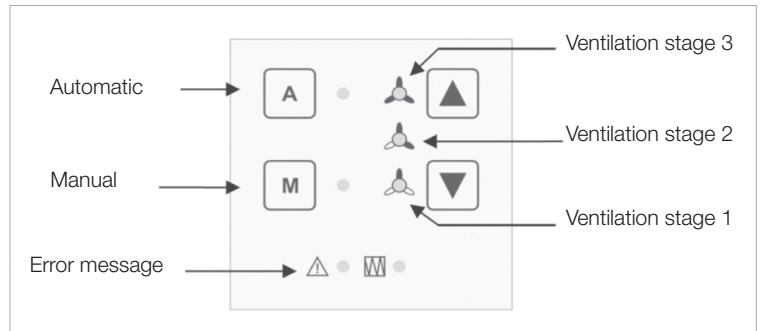 Ventilation stage 3
Automatic
A
Ventilation stage 2
Manual
M
Ventilation stage 1
Error message